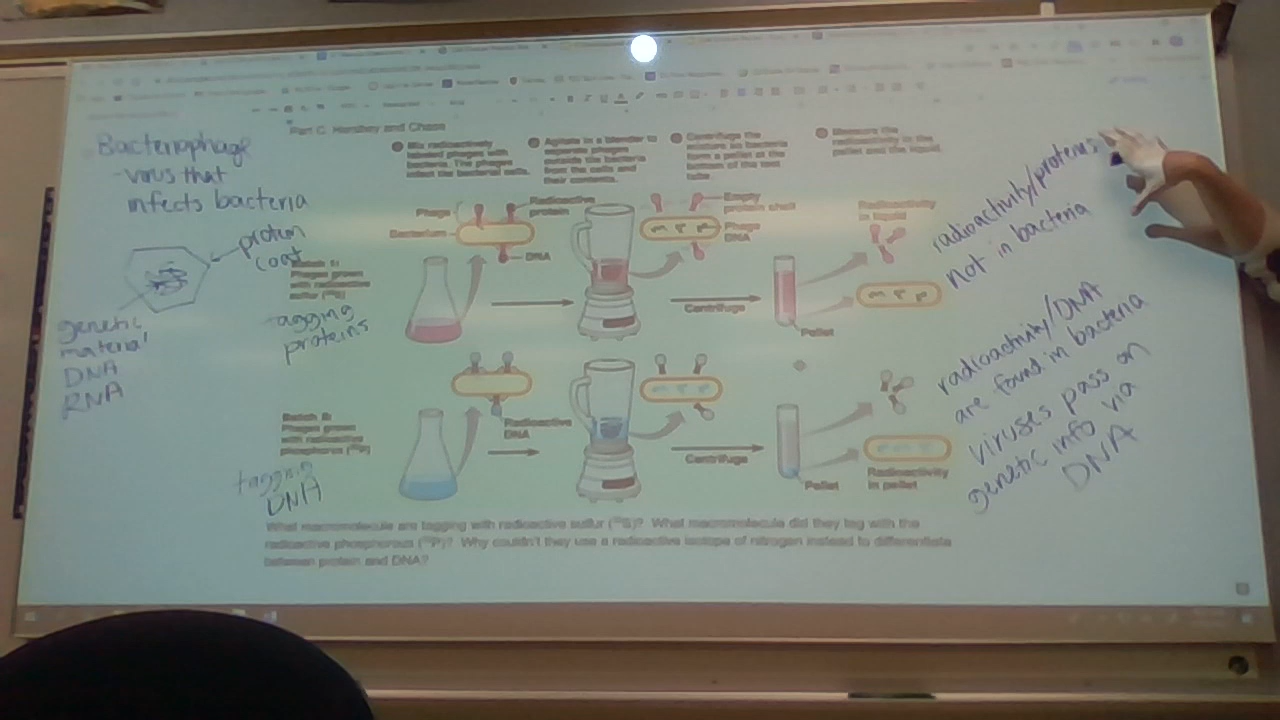 Part C: Hershey and Chase
Bacteriophage
- virus that
infects bacteria
protein
coat
genetic
material
DNA
RNA
Mix radioactively
labeled phages with
bacteria. The phages
infect the bacterial cells.
Agitate in a blender to
separate phages
outside the bacteria
from the cells and
their contents.
Centrifuge the
mixture so bacteria
form a pellet at the
bottom of the test
tube.
Measure the
radioactivity in the
pellet and the liquid.
Phage
Radioactive
protein
Bacterium
DNA
Empty
protein shell
Phage
DNA
Radioactivity
in liquid
Phages grown
with radioactive
sulfur (35S)
tagging
proteins
Centrifuge
Pellet
radioactivity/proteins
not in bacteria
Phages grown
with radioactive
phosphorus (32P)
tagging
DNA
Radioactive
DNA
Centrifuge
Pellet
Radioactivity
in pellet
radioactivity/DNA
are found in bacteria
viruses pass on
genetic info via
DNA
What macromolecule are tagging with radioactive sulfur (35S)? What macromolecule did they tag with the
radioactive phosphorous (32P)? Why couldn't they use a radioactive isotope of nitrogen instead to differentiate
between protein and DNA?